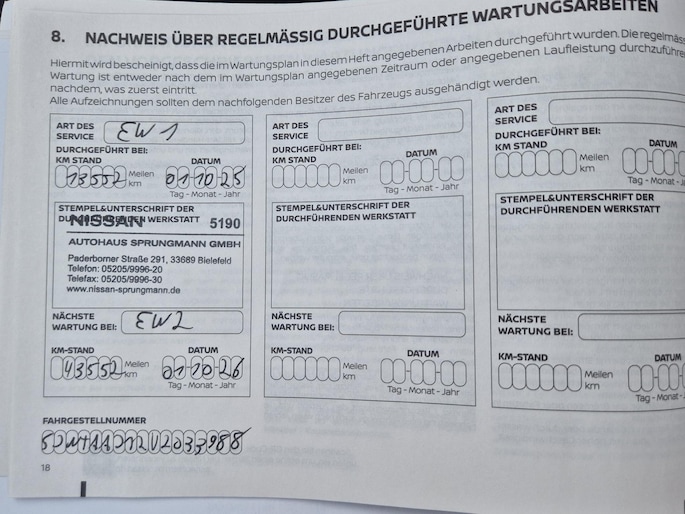 8. NACHWEIS ÜBER REGELMÄSSIG DURCHGEFÜHRTE WARTUNGSARBEITEN
Hiermit wird bescheinigt, dass die im Wartungsplan in diesem Heft angegebenen Arbeiten durchgeführt wurden. Die regelmäs
Wartung ist entweder nach dem im Wartungsplan angegebenen Zeitraum oder angegebenen Laufleistung durchzuführe
nachdem, was zuerst eintritt.
Alle Aufzeichnungen sollten dem nachfolgenden Besitzer des Fahrzeugs ausgehändigt werden.
ART DES
SERVICE EW1
DURCHGEFÜHRT BEI:
KM STAND DATUM
13552 Meilen km 01 10 25
Tag - Monat - Jahr
STEMPEL&UNTERSCHRIFT DER
DURCHFÜHRENDEN WERKSTATT
NISSAN 5190
AUTOHAUS SPRUNGMANN GMBH
Paderborner Straße 291, 33689 Bielefeld
Telefon: 05205/9996-20
Telefax: 05205/9996-30
www.nissan-sprungmann.de
NÄCHSTE
WARTUNG BEI: EW2
KM-STAND DATUM
43552 Meilen km 01 10 26
Tag - Monat - Jahr
ART DES
SERVICE
DURCHGEFÜHRT BEI:
KM STAND DATUM
Meilen
km
Tag - Monat - Jahr
STEMPEL&UNTERSCHRIFT DER
DURCHFÜHRENDEN WERKSTATT
NÄCHSTE
WARTUNG BEI:
KM-STAND DATUM
Meilen
km
Tag - Monat - Jahr
ART DES
SERVICE
DURCHGEFÜHRT BEI:
KM STAND DATUM
Meilen
km
Tag - Monat - J
STEMPEL&UNTERSCHRIFT DER
DURCHFÜHRENDEN WERKSTATT
NÄCHSTE
WARTUNG BEI:
KM-STAND DATUM
Meilen
km
Tag - Monat -
FAHRGESTELLNUMMER
18